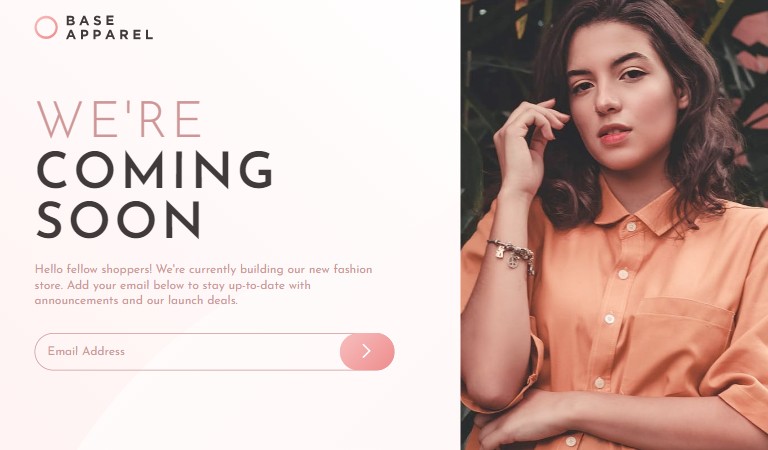 BASE
APPAREL
WE'RE
COMING
SOON
Hello fellow shoppers! We're currently building our new fashion
store. Add your email below to stay up-to-date with
announcements and our launch deals.
Email Address